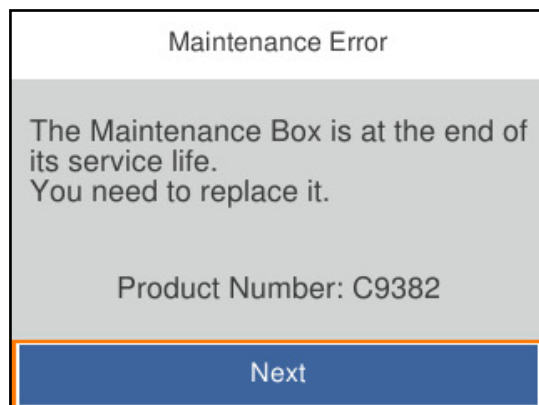 Maintenance Error
The Maintenance Box is at the end of
its service life.
You need to replace it.
Product Number: C9382
Next